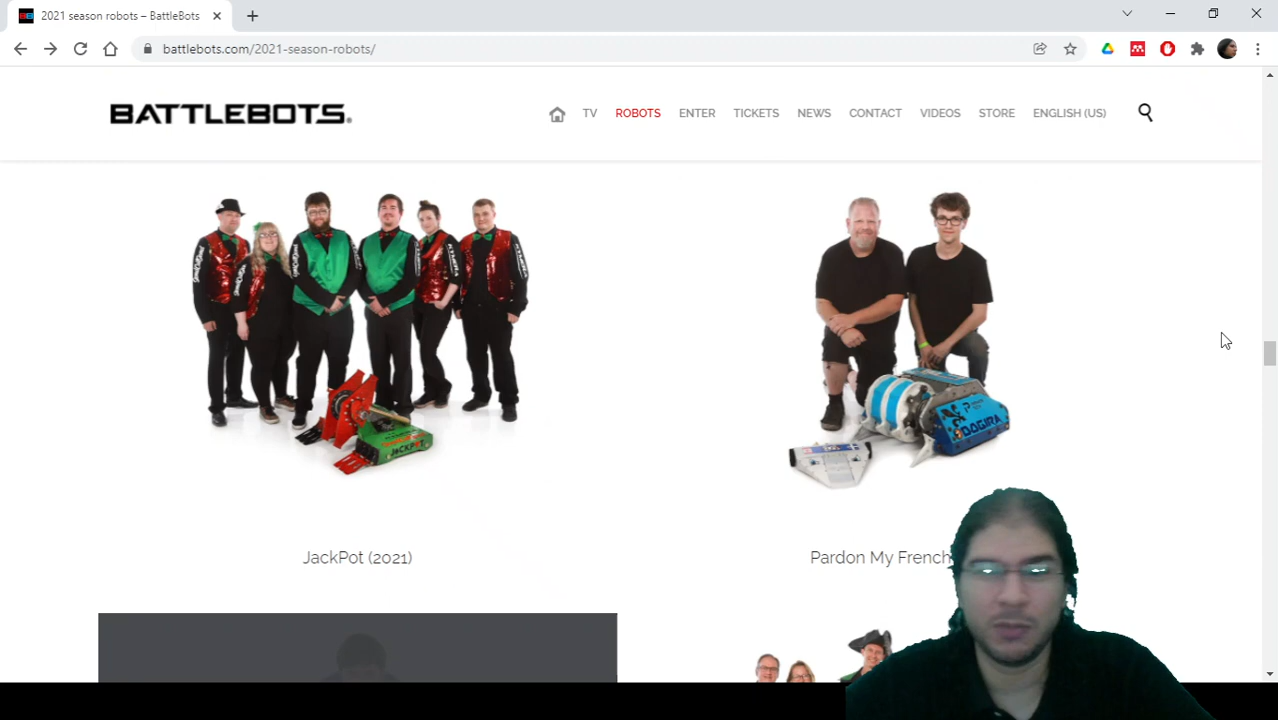 2021 season robots – BattleBots
battlebots.com/2021-season-robots/
BATTLEBOTS
TV ROBOTS ENTER TICKETS NEWS CONTACT VIDEOS STORE ENGLISH (US)
JACKPOT
JackPot (2021)
Pardon My French